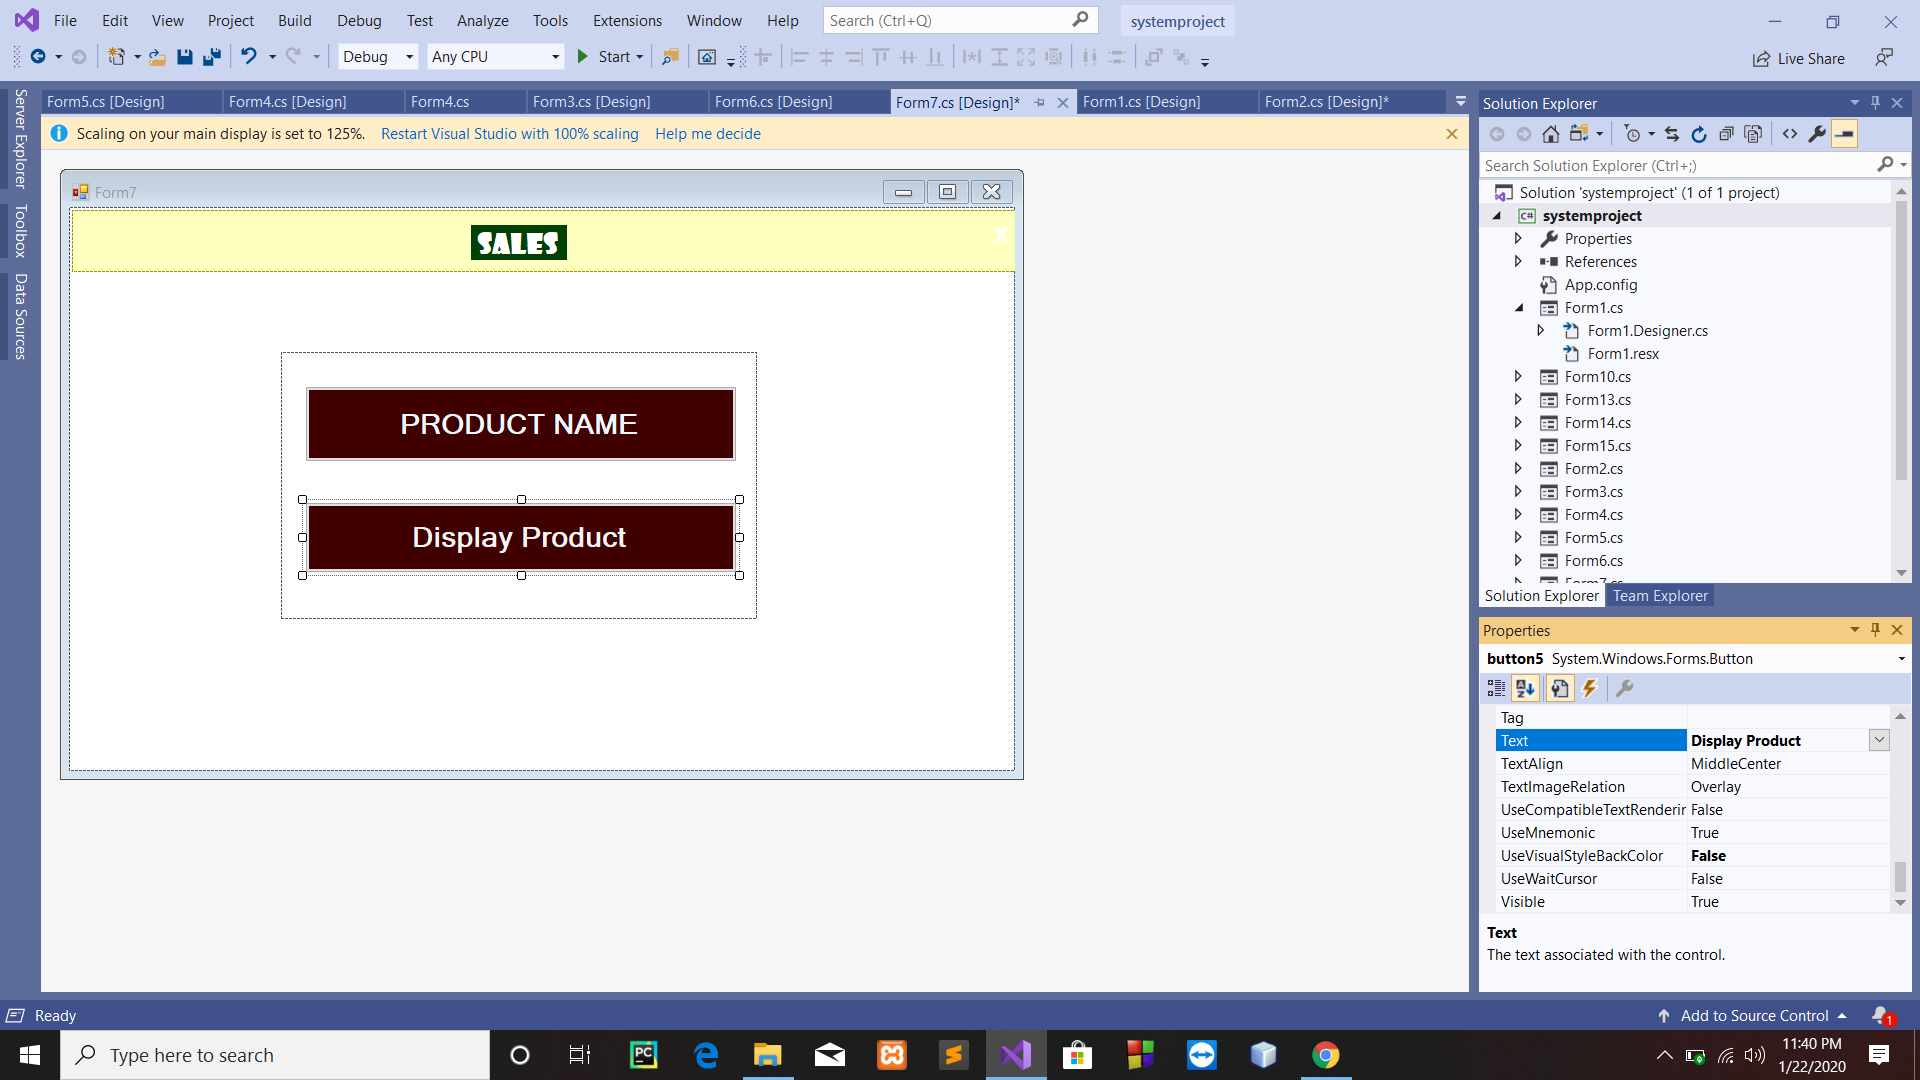 File Edit View Project Build Debug Test Analyze Tools Extensions Window Help Search (Ctrl+Q) systemproject
Debug Any CPU Start Live Share
Server Explorer
Toolbox
Data Sources
Form5.cs [Design] Form4.cs [Design] Form4.cs Form3.cs [Design] Form6.cs [Design] Form7.cs [Design]* Form1.cs [Design] Form2.cs [Design]*
Scaling on your main display is set to 125%. Restart Visual Studio with 100% scaling Help me decide
Form7
SALES
X
PRODUCT NAME
Display Product
Solution Explorer
Search Solution Explorer (Ctrl+;)
Solution 'systemproject' (1 of 1 project)
C# systemproject
Properties
References
App.config
Form1.cs
Form1.Designer.cs
Form1.resx
Form10.cs
Form13.cs
Form14.cs
Form15.cs
Form2.cs
Form3.cs
Form4.cs
Form5.cs
Form6.cs
Form7.cs
Solution Explorer Team Explorer
Properties
button5 System.Windows.Forms.Button
Tag
Text Display Product
TextAlign MiddleCenter
TextImageRelation Overlay
UseCompatibleTextRenderin False
UseMnemonic True
UseVisualStyleBackColor False
UseWaitCursor False
Visible True
Text
The text associated with the control.
Ready Add to Source Control 1
Type here to search
PC
11:40 PM
1/22/2020